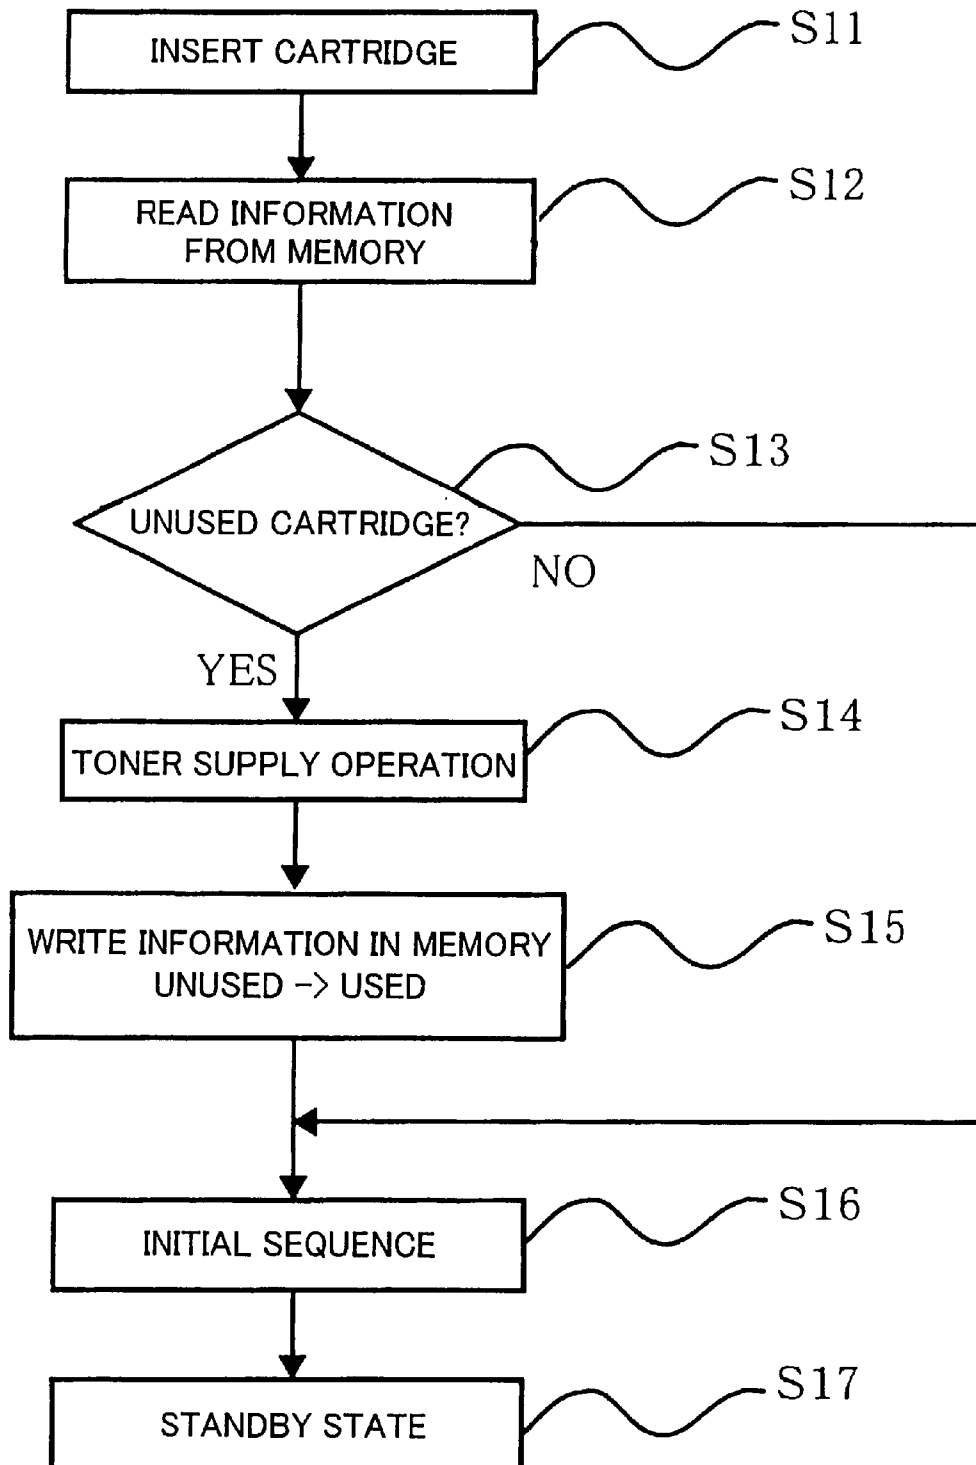 INSERT CARTRIDGE
S11
READ INFORMATION
FROM MEMORY
S12
UNUSED CARTRIDGE?
S13
NO
YES
TONER SUPPLY OPERATION
S14
WRITE INFORMATION IN MEMORY
UNUSED -> USED
S15
INITIAL SEQUENCE
S16
STANDBY STATE
S17